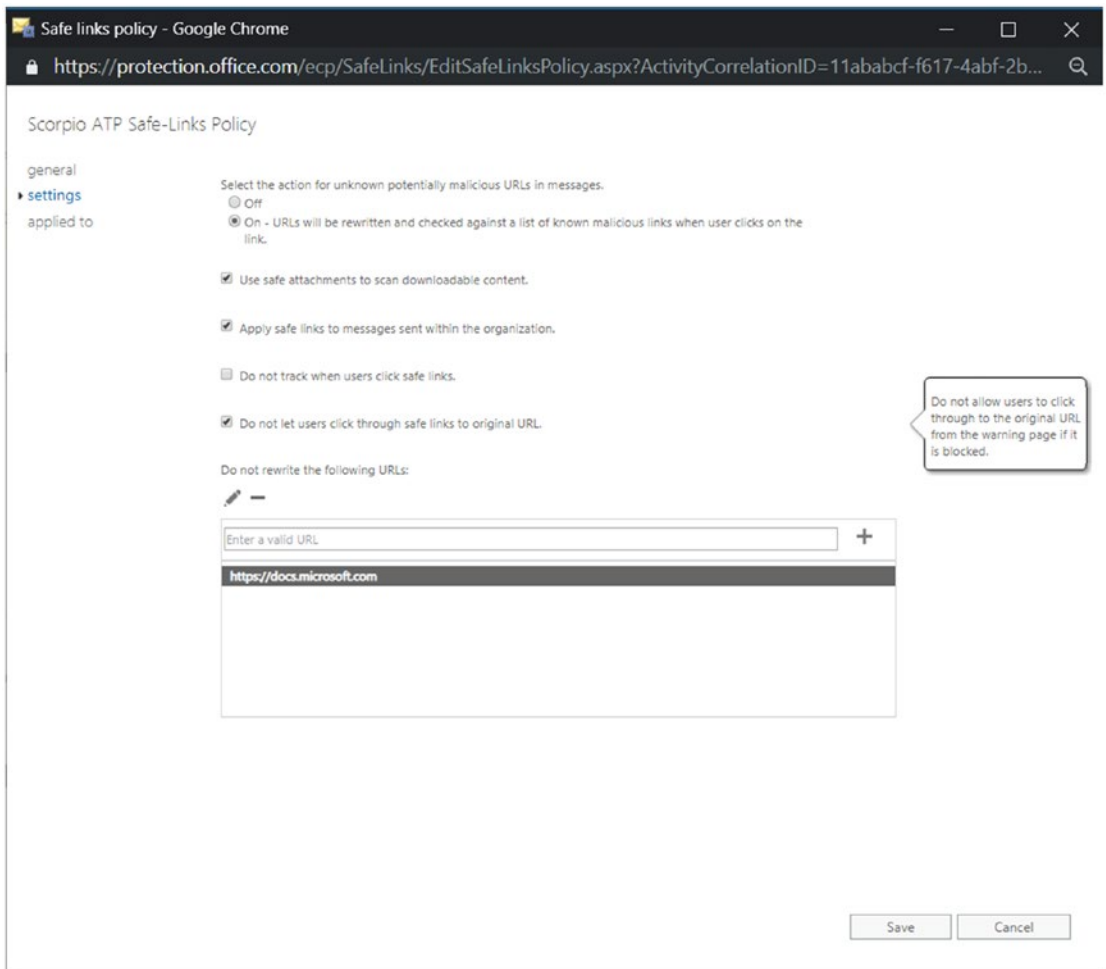 Safe links policy - Google Chrome
https://protection.office.com/ecp/SafeLinks/EditSafeLinksPolicy.aspx?ActivityCorrelationID=11ababcf-f617-4abf-2b...
Scorpio ATP Safe-Links Policy
general
settings
applied to
Select the action for unknown potentially malicious URLs in messages.
Off
On - URLs will be rewritten and checked against a list of known malicious links when user clicks on the
link.
Use safe attachments to scan downloadable content.
Apply safe links to messages sent within the organization.
Do not track when users click safe links.
Do not let users click through safe links to original URL.
Do not allow users to click
through to the original URL
from the warning page if it
is blocked.
Do not rewrite the following URLs:
Enter a valid URL
https://docs.microsoft.com
Save
Cancel